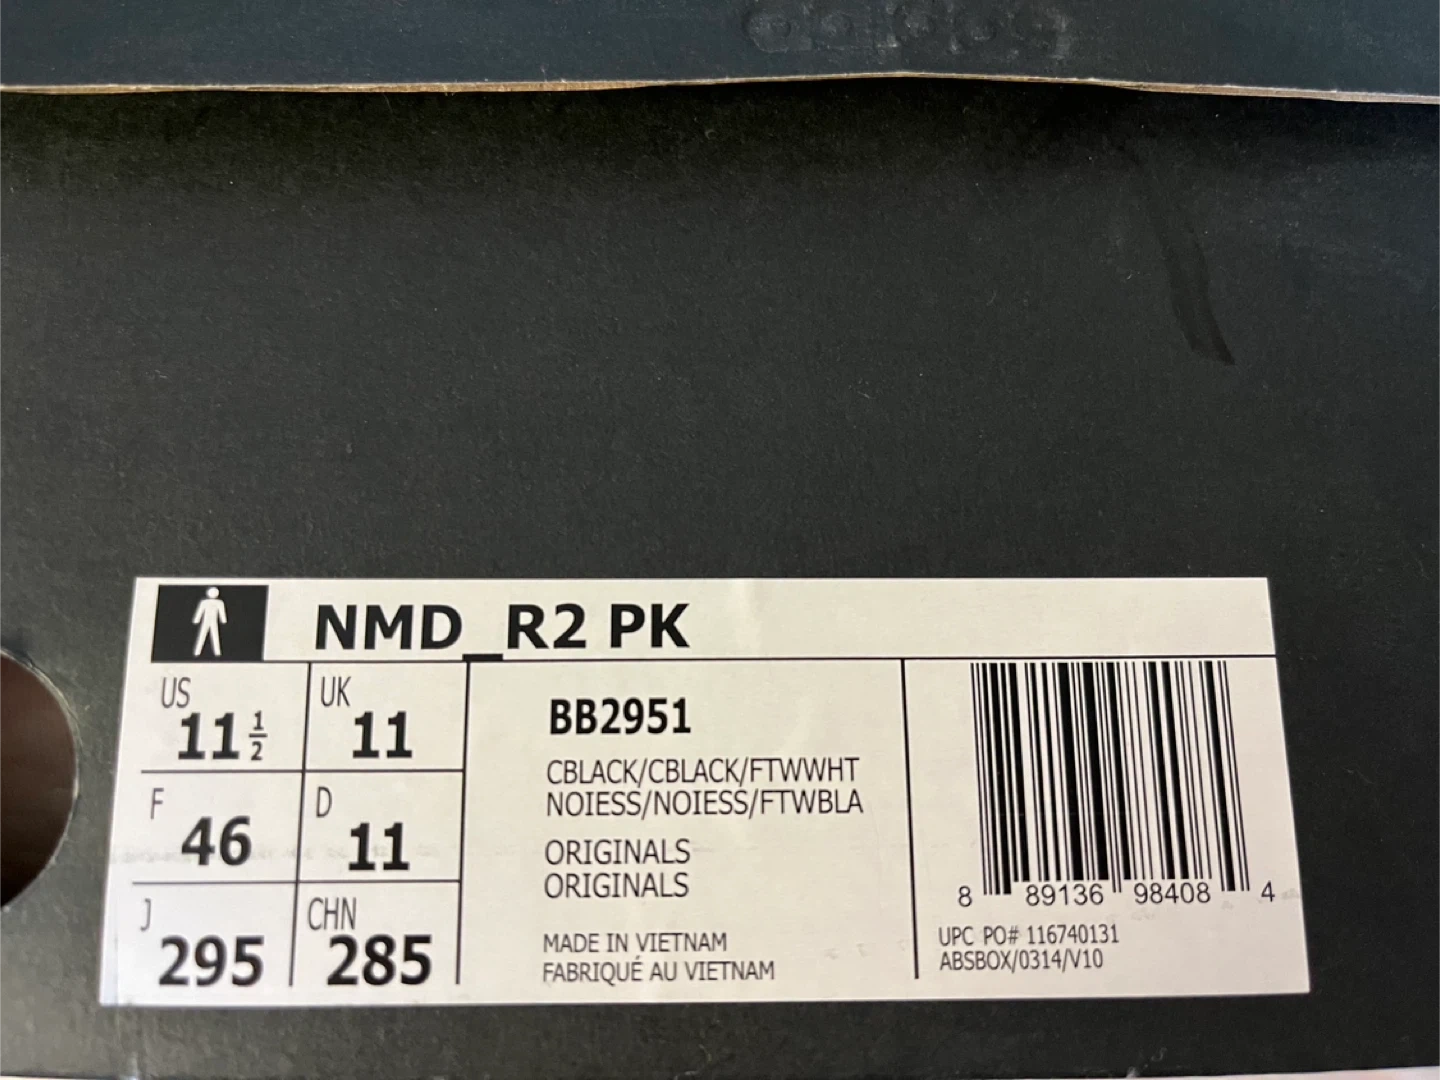 adidas
NMD_R2 PK
US
11 1/2
UK
11
F
46
D
11
J
295
CHN
285
BB2951
CBLACK/CBLACK/FTWWHT
NOIESS/NOIESS/FTWBLA
ORIGINALS
ORIGINALS
MADE IN VIETNAM
FABRIQUÉ AU VIETNAM
8 89136 98408 4
UPC PO# 116740131
ABSBOX/0314/V10